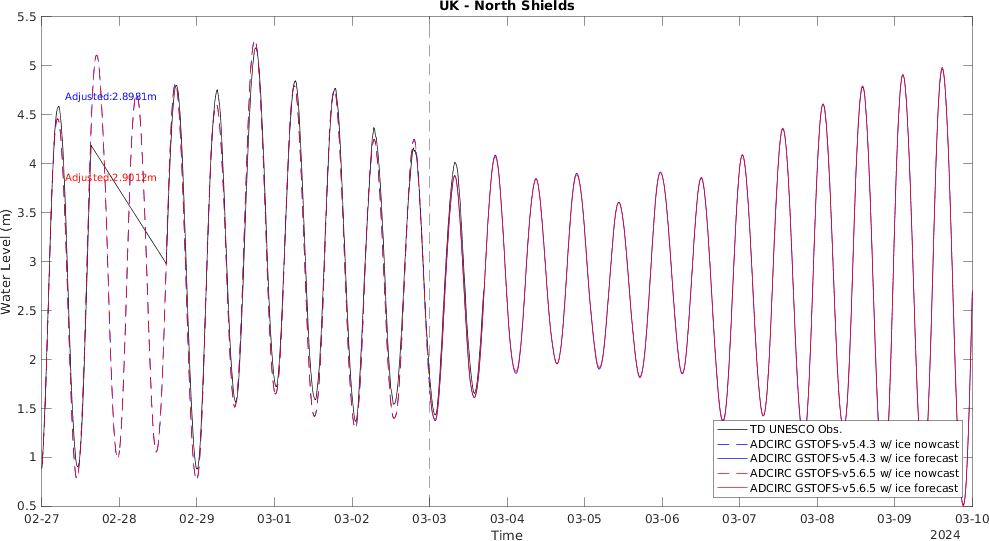 UK - North Shields
5.5
5
4.5
4
3.5
3
2.5
2
1.5
1
0.5
Water Level (m)
Adjusted:2.8981m
Adjusted:2.9012m
TD UNESCO Obs.
ADCIRC GSTOFS-v5.4.3 w/ ice nowcast
ADCIRC GSTOFS-v5.4.3 w/ ice forecast
ADCIRC GSTOFS-v5.6.5 w/ ice nowcast
ADCIRC GSTOFS-v5.6.5 w/ ice forecast
02-27 02-28 02-29 03-01 03-02 03-03 03-04 03-05 03-06 03-07 03-08 03-09 03-10
Time
2024